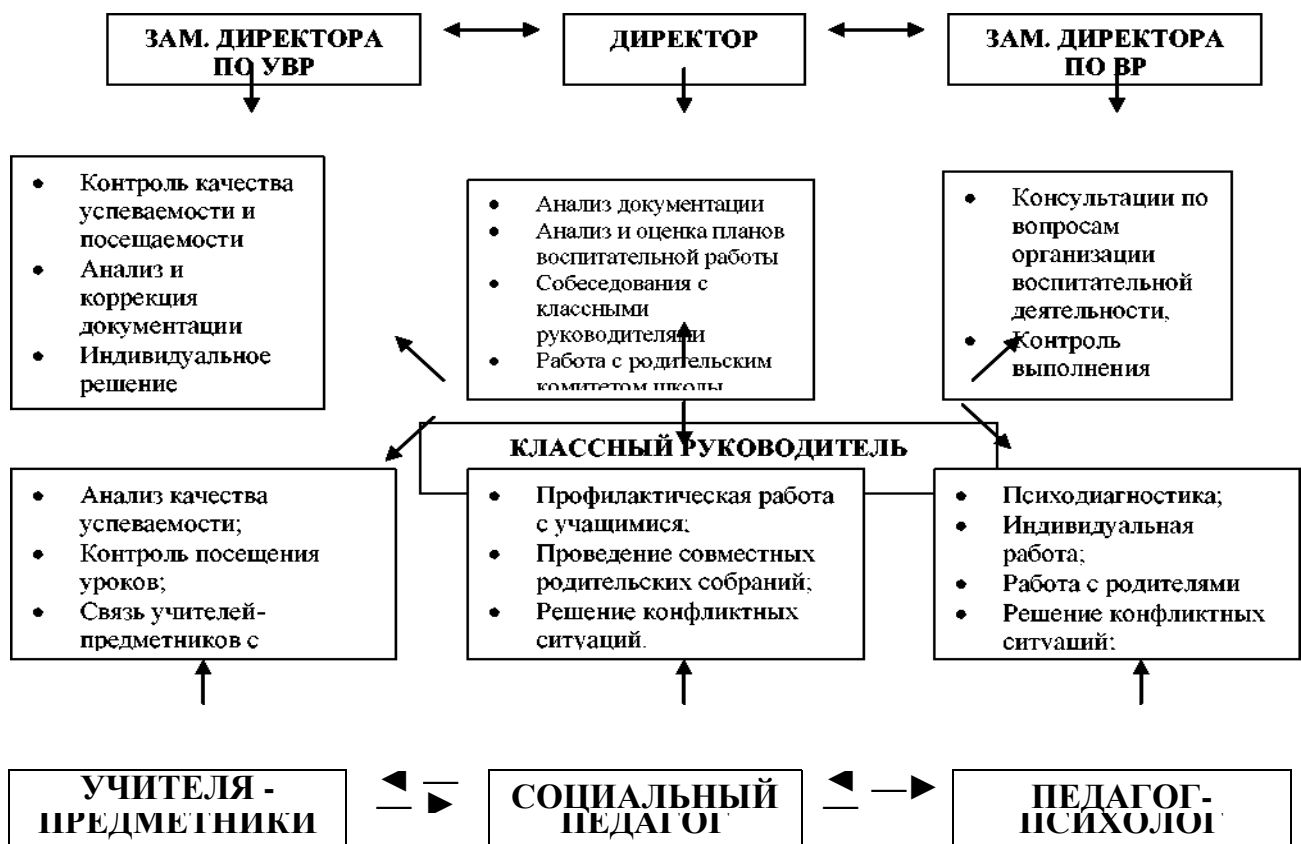 ЗАМ. ДИРЕКТОРА
ПО УВР
ДИРЕКТОР
ЗАМ. ДИРЕКТОРА
ПО ВР
• Контроль качества
успеваемости и
посещаемости
• Анализ и
коррекция
документации
• Индивидуальное
решение
• Анализ документации
• Анализ и оценка планов
воспитательной работы
• Собеседования с
классными
руководителями
• Работа с родительским
комитетом школы
• Консультации по
вопросам
организации
воспитательной
деятельности,
• Контроль
выполнения
КЛАССНЫЙ РУКОВОДИТЕЛЬ
• Анализ качества
успеваемости;
• Контроль посещения
уроков;
• Связь учителей-
предметников с
• Профилактическая работа
с учащимися;
• Проведение совместных
родительских собраний;
• Решение конфликтных
ситуаций.
• Психодиагностика;
• Индивидуальная
работа;
• Работа с родителями
• Решение конфликтных
ситуаций;
УЧИТЕЛЯ -
ПРЕДМЕТНИКИ
СОЦИАЛЬНЫЙ
ПЕДАГОГ
ПЕДАГОГ-
ПСИХОЛОГ